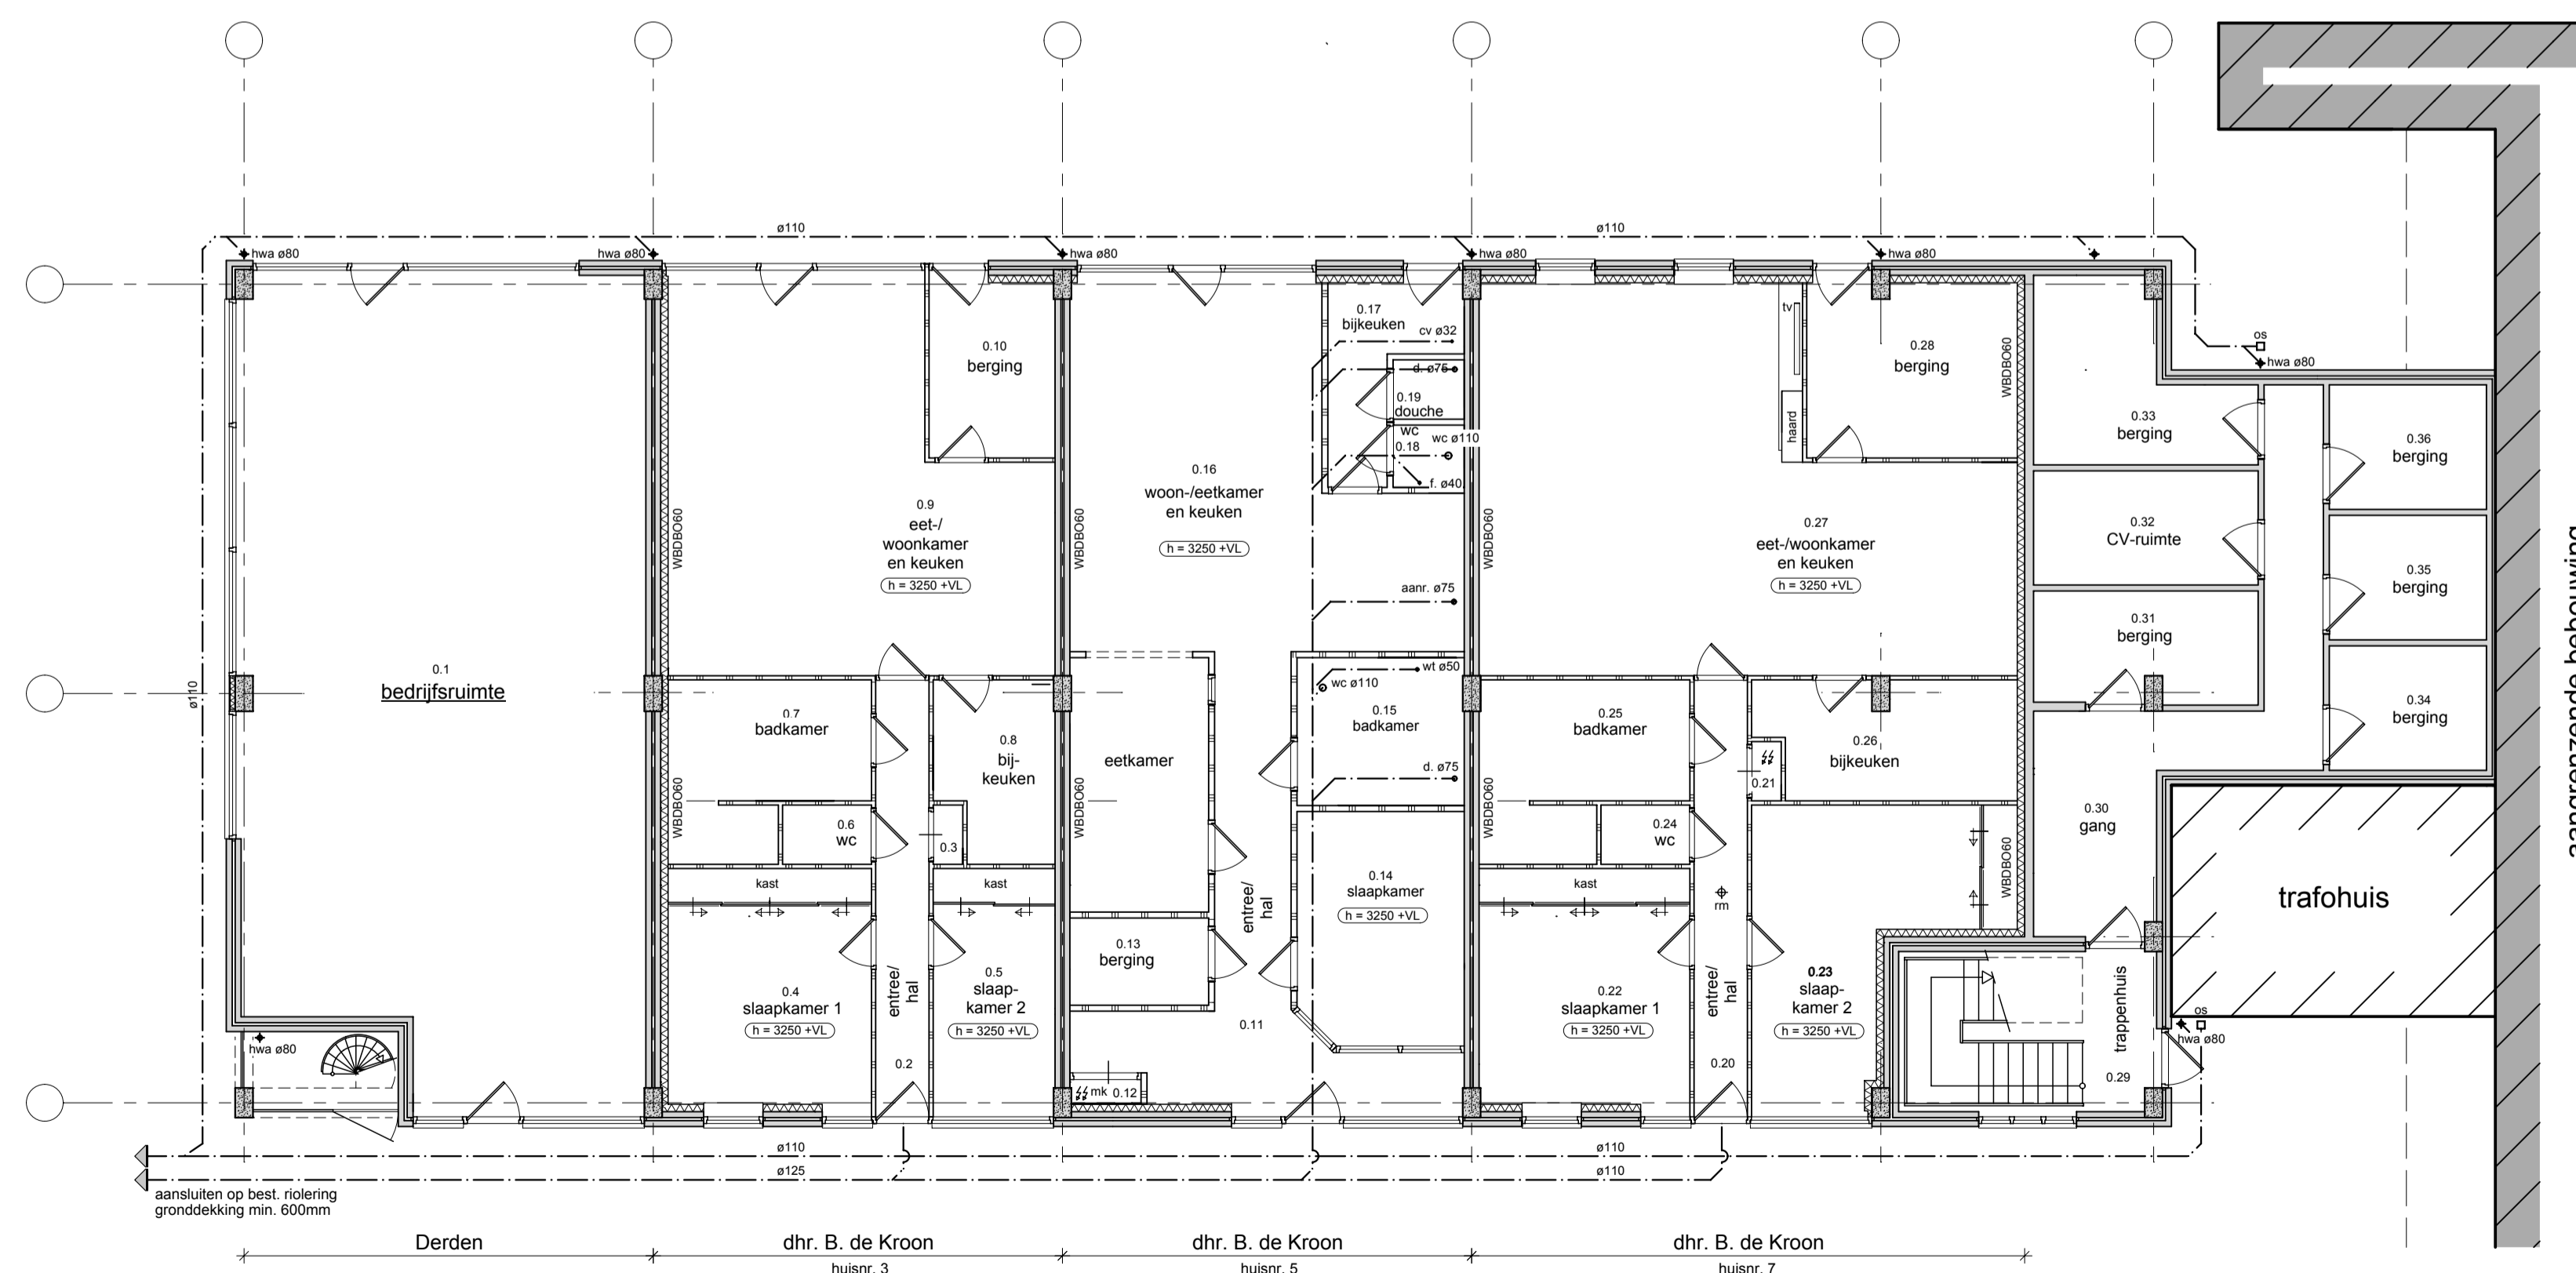 ø110
ø110
hwa ø80
hwa ø80
hwa ø80
hwa ø80
hwa ø80
os
hwa ø80
0.17
bijkeuken
cv ø32
d. ø75
0.19
douche
wc
0.18
wc ø110
f. ø40
tv
haard
0.10
berging
0.28
berging
WBDBO60
0.33
berging
0.36
berging
0.16
woon-/eetkamer
en keuken
h = 3250 +VL
0.9
eet-/
woonkamer
en keuken
h = 3250 +VL
0.27
eet-/woonkamer
en keuken
h = 3250 +VL
WBDBO60
WBDBO60
WBDBO60
0.32
CV-ruimte
0.35
berging
aangrenzende bebouwing
aanr. ø75
0.31
berging
0.1
bedrijfsruimte
ø110
wt ø50
wc ø110
0.15
badkamer
d. ø75
0.7
badkamer
0.8
bij-
keuken
eetkamer
0.25
badkamer
0.26
bijkeuken
0.21
0.34
berging
WBDBO60
WBDBO60
WBDBO60
WBDBO60
0.6
wc
0.3
0.24
wc
0.30
gang
kast
kast
kast
0.14
slaapkamer
h = 3250 +VL
rm
trafohuis
entree/
hal
0.13
berging
0.4
slaapkamer 1
h = 3250 +VL
entree/
hal
0.5
slaap-
kamer 2
h = 3250 +VL
0.11
0.22
slaapkamer 1
h = 3250 +VL
entree/
hal
0.23
slaap-
kamer 2
h = 3250 +VL
trappenhuis
os
hwa ø80
hwa ø80
0.2
mk 0.12
0.20
0.29
ø110
ø110
ø125
ø110
aansluiten op best. riolering
gronddekking min. 600mm
Derden
dhr. B. de Kroon
dhr. B. de Kroon
dhr. B. de Kroon
huisnr. 3
huisnr. 5
huisnr. 7